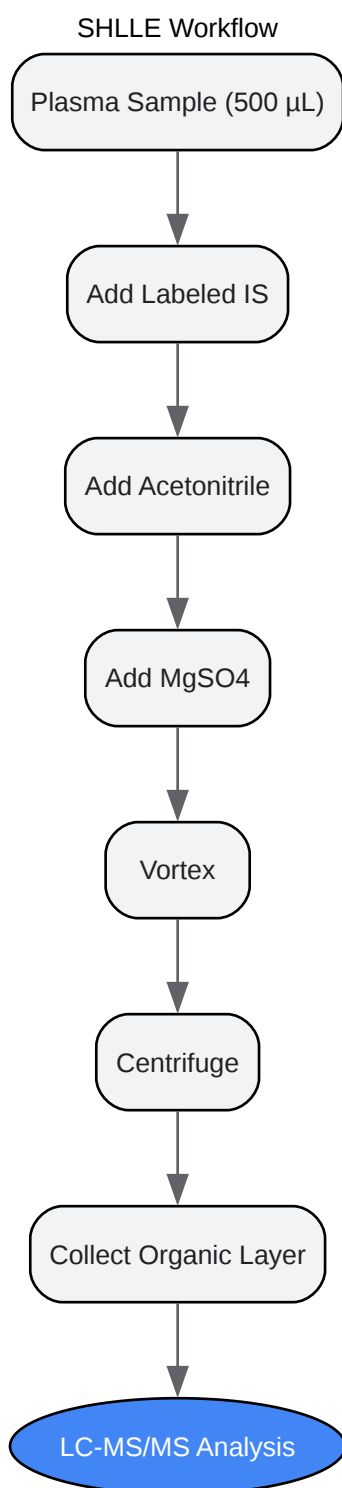 SHLLE Workflow
Plasma Sample (500 µL)
Add Labeled IS
Add Acetonitrile
Add MgSO4
Vortex
Centrifuge
Collect Organic Layer
LC-MS/MS Analysis